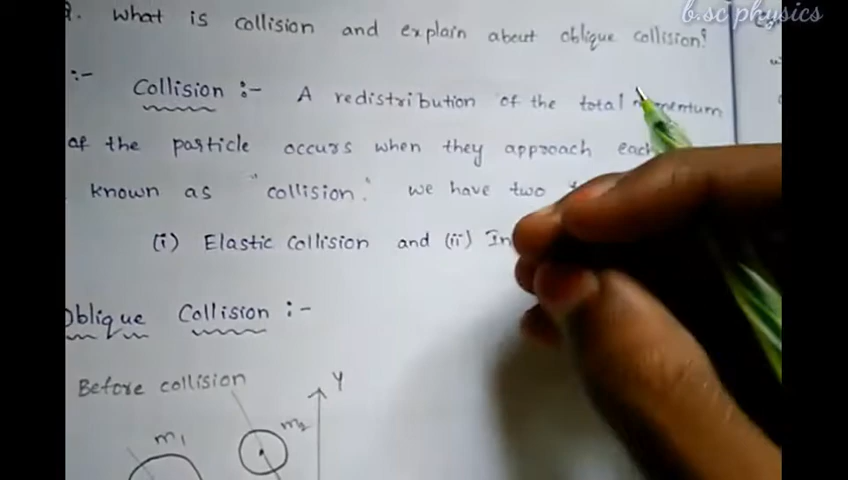 b.sc physics
. What is collision and explain about oblique collision?
:- Collision :- A redistribution of the total momentum
of the particle occurs when they approach each
known as "collision." we have two
(i) Elastic Collision and (ii) In
Oblique Collision :-
Before collision
Y
m1
m2